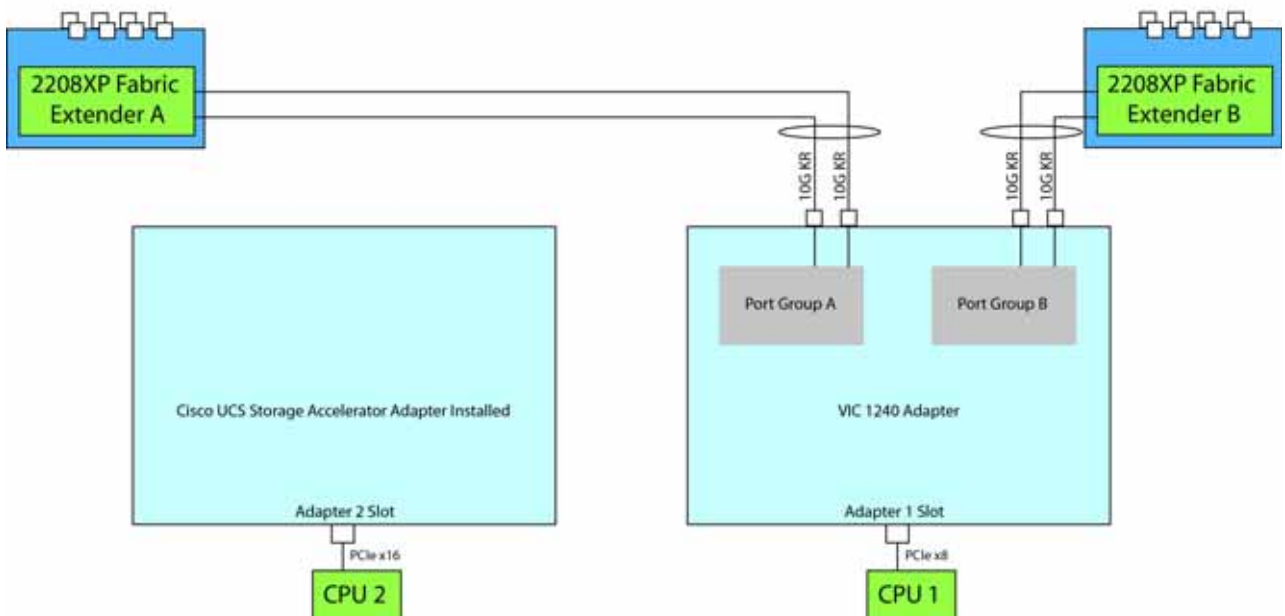 2208XP Fabric
Extender A
2208XP Fabric
Extender B
10G KR
10G KR
10G KR
10G KR
Port Group A
Port Group B
Cisco UCS Storage Accelerator Adapter Installed
VIC 1240 Adapter
Adapter 2 Slot
Adapter 1 Slot
PCIe x16
PCIe x8
CPU 2
CPU 1